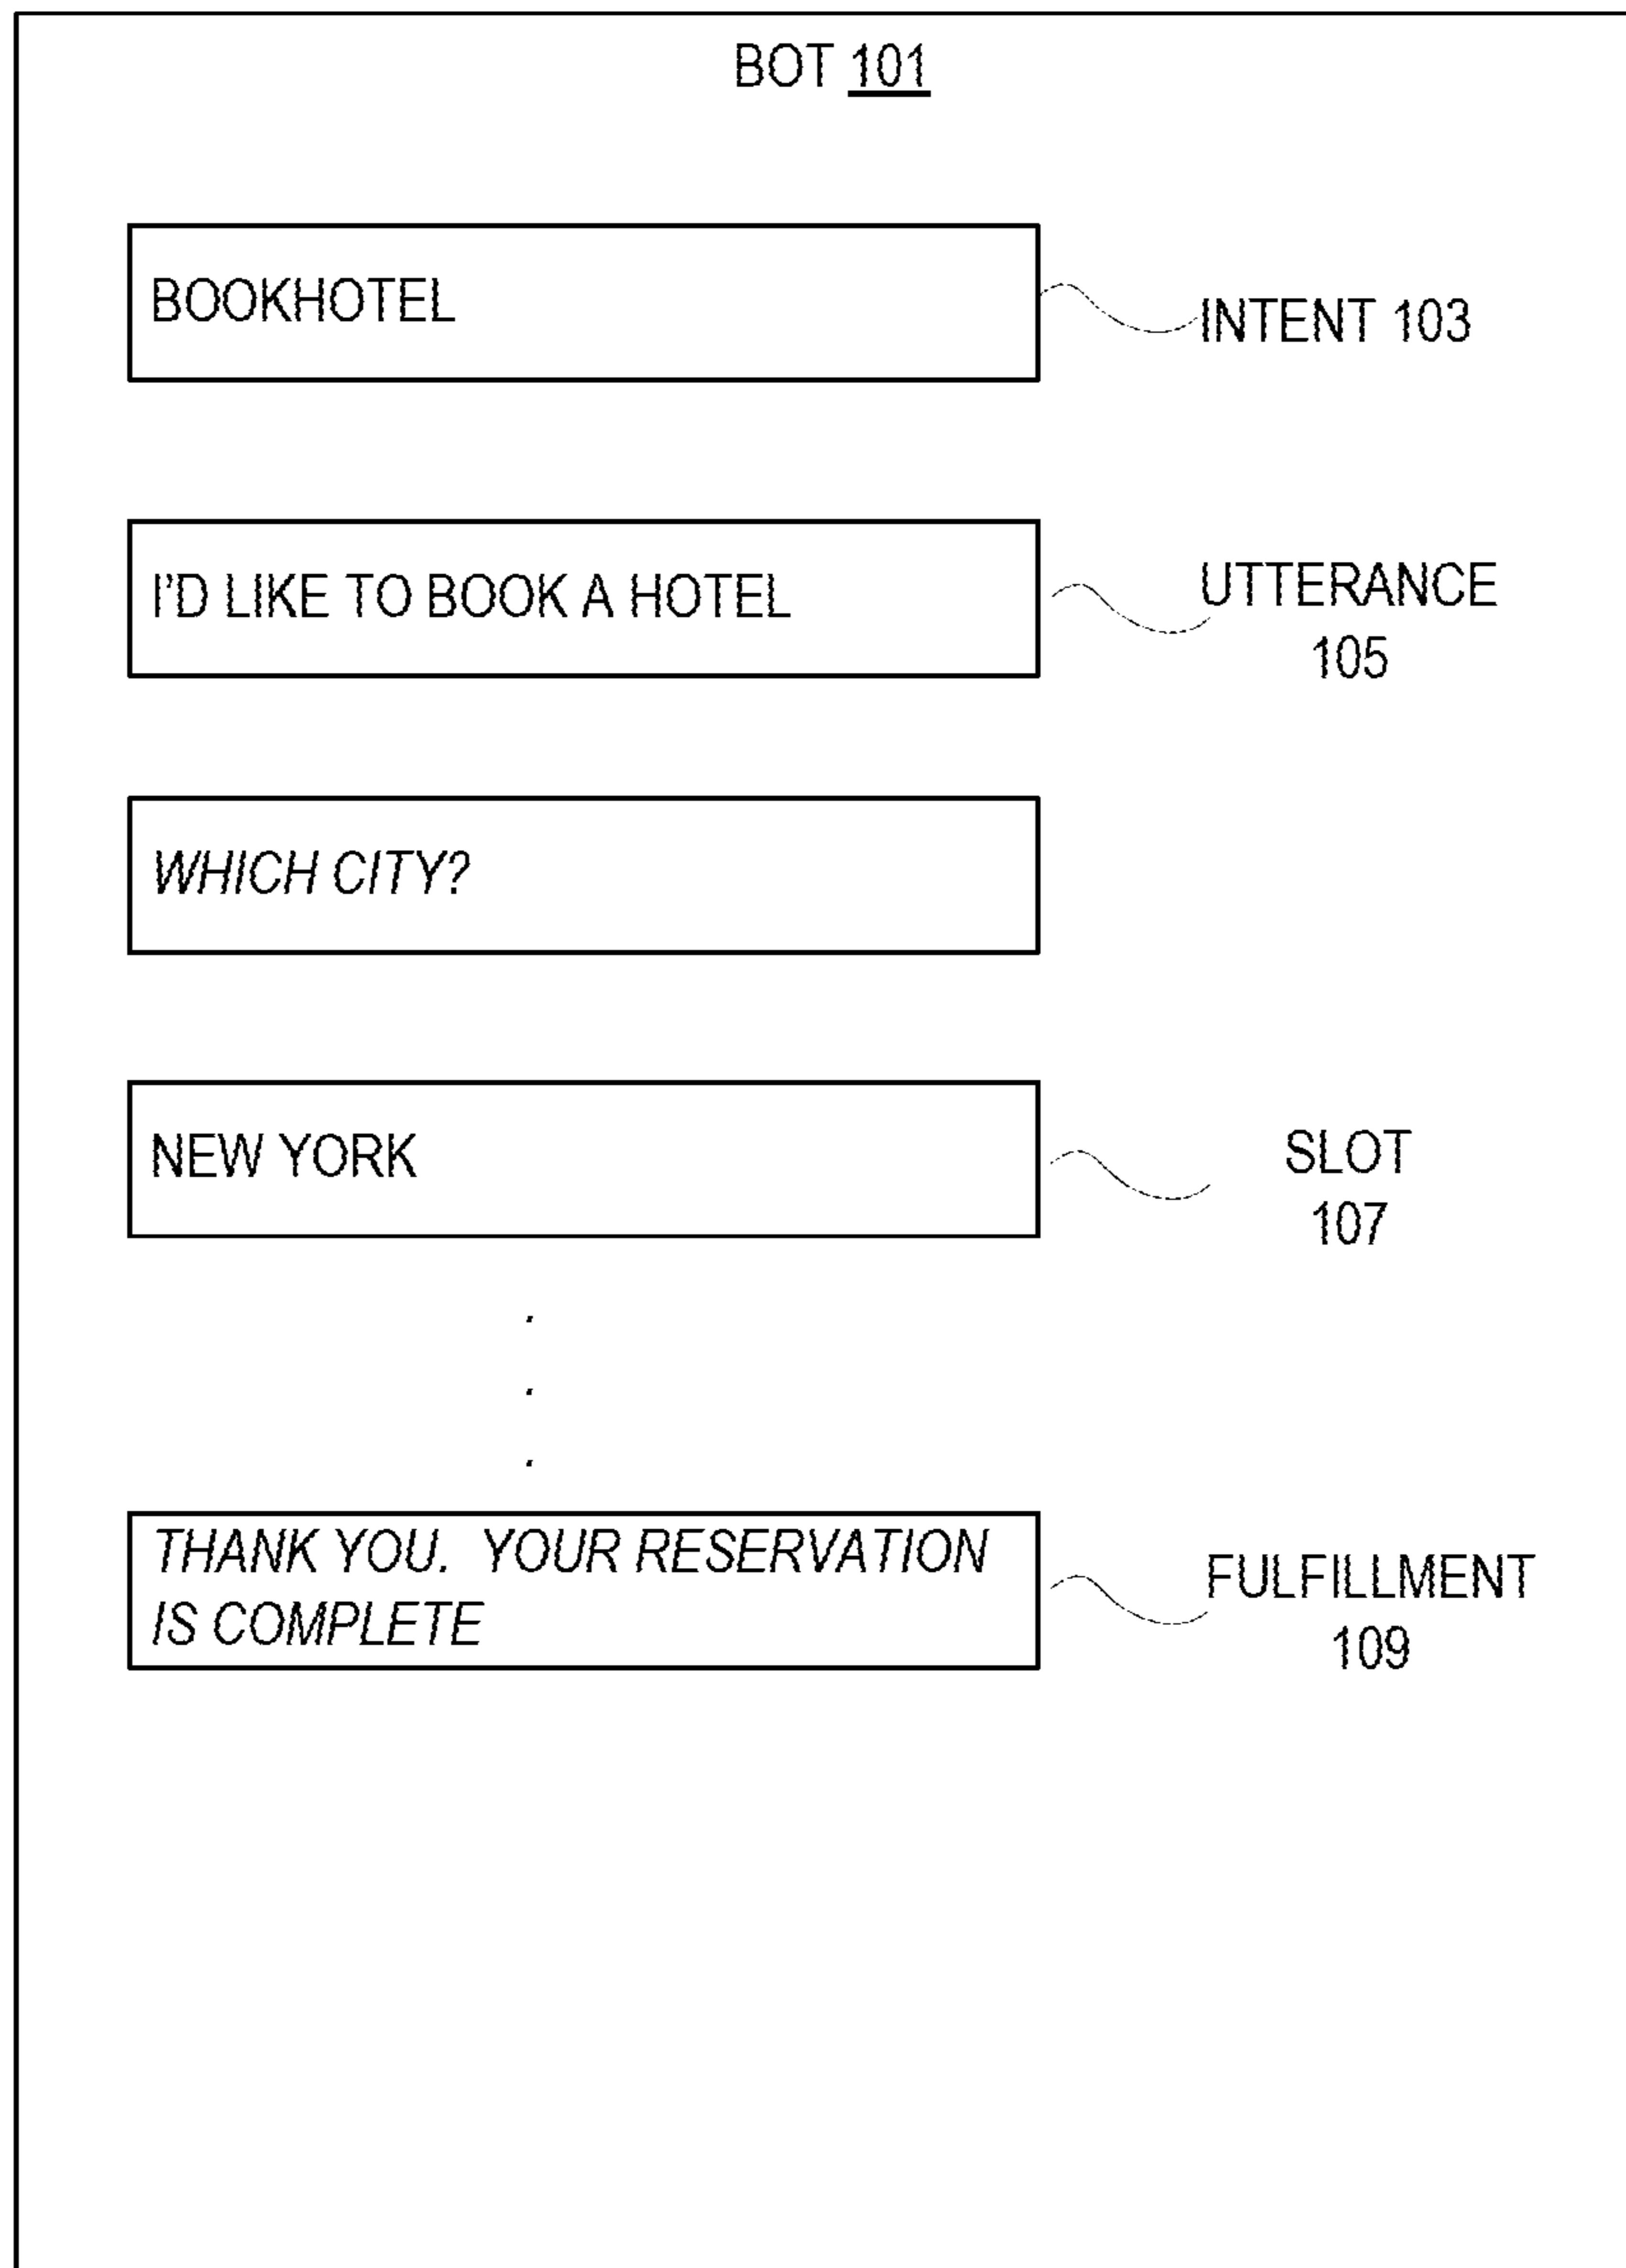 BOT 101
BOOKHOTEL
INTENT 103
I'D LIKE TO BOOK A HOTEL
UTTERANCE
105
WHICH CITY?
NEW YORK
SLOT
107
THANK YOU. YOUR RESERVATION
IS COMPLETE
FULFILLMENT
109